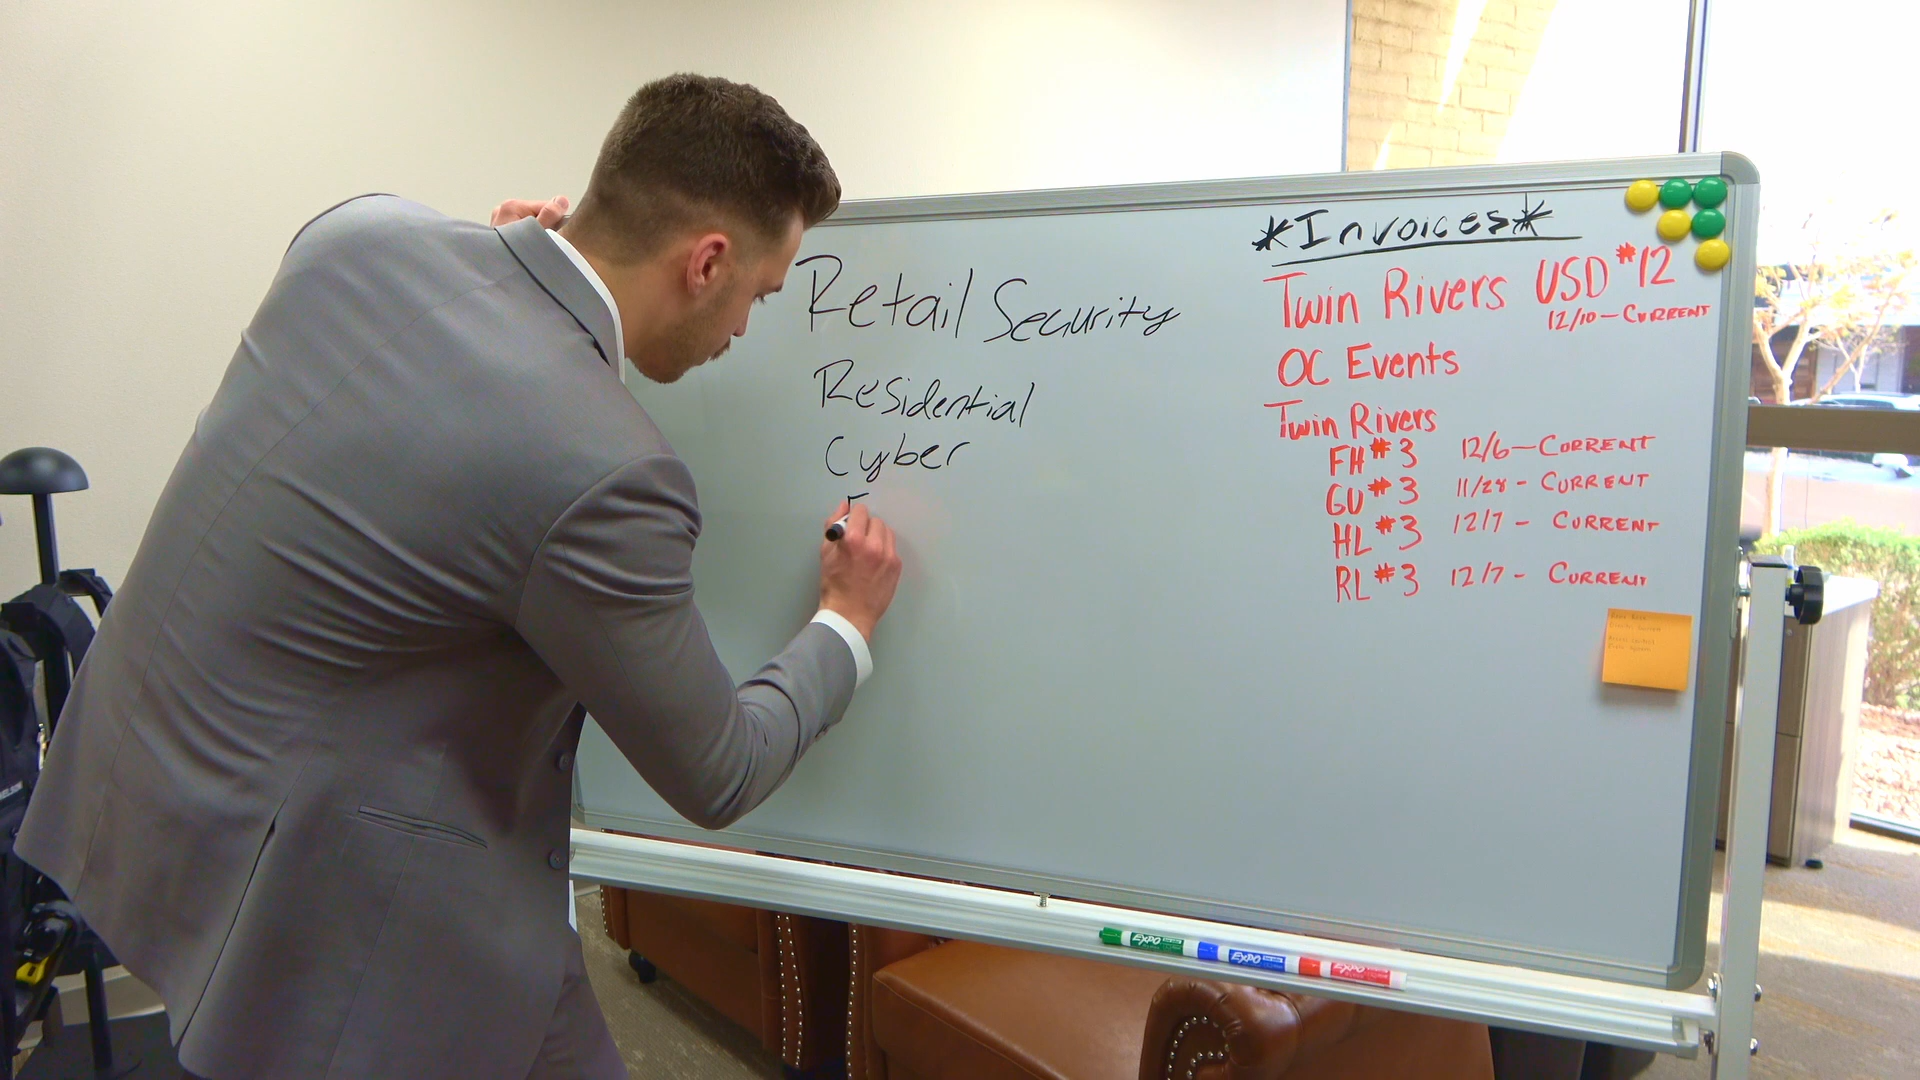 Retail Security
Residential
Cyber
*Invoices*
Twin Rivers USD #12
12/10 - CURRENT
OC Events
Twin Rivers
FH #3 12/6 - CURRENT
GU #3 11/28 - CURRENT
HL #3 12/7 - CURRENT
RL #3 12/7 - CURRENT
EXPO
EXPO
EXPO